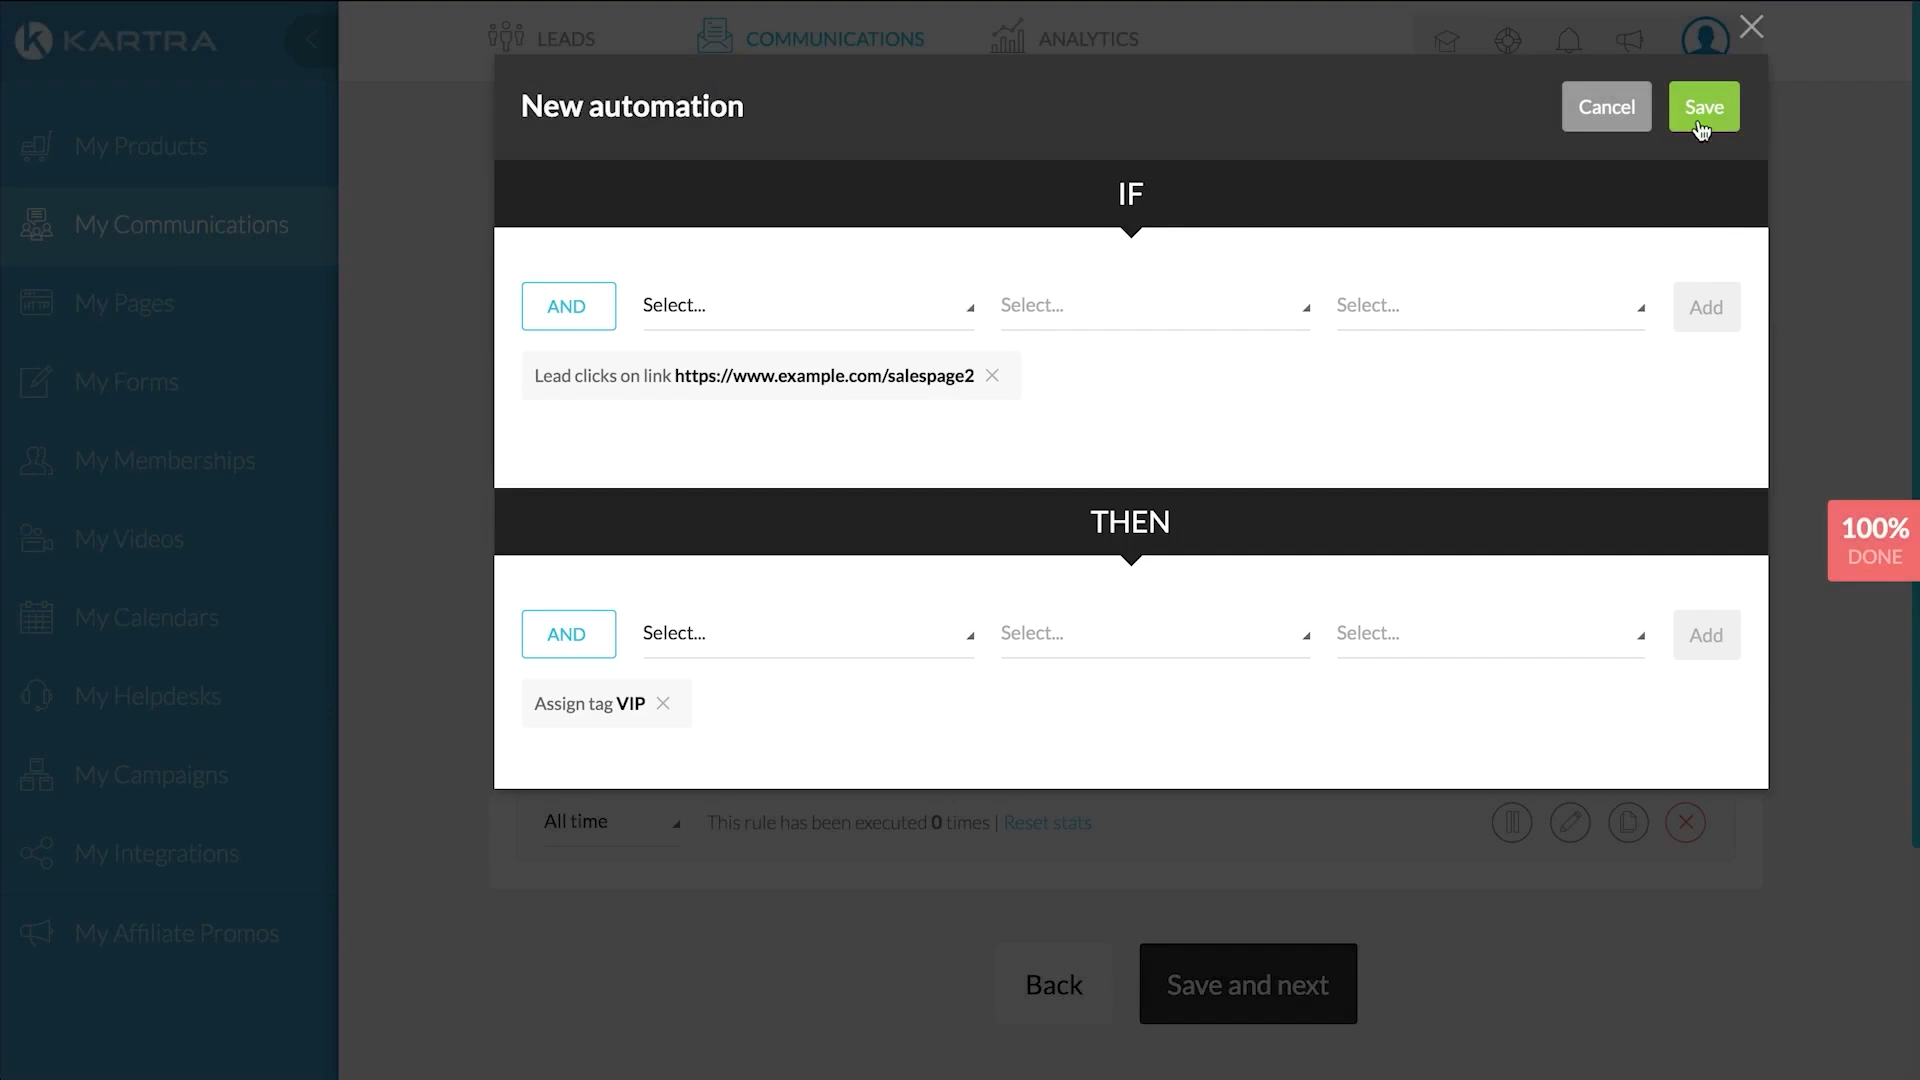 KARTRA
LEADS
COMMUNICATIONS
ANALYTICS
New automation
Cancel
Save
My Products
My Communications
My Pages
HTTP
My Forms
My Memberships
My Videos
My Calendars
My Helpdesks
My Campaigns
My Integrations
My Affiliate Promos
IF
AND
Select...
Select...
Select...
Add
Lead clicks on link https://www.example.com/salespage2
THEN
AND
Select...
Select...
Select...
Add
Assign tag VIP
100%
DONE
All time
This rule has been executed 0 times | Reset stats
Back
Save and next